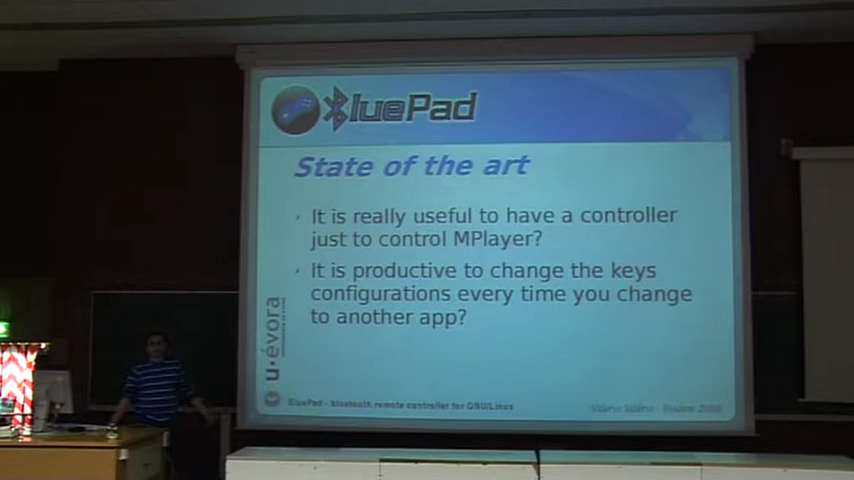 BluePad
State of the art
It is really useful to have a controller
just to control MPlayer?
It is productive to change the keys
configurations every time you change
to another app?
u·évora
BluePad - bluetooth remote controller for GNU/Linux